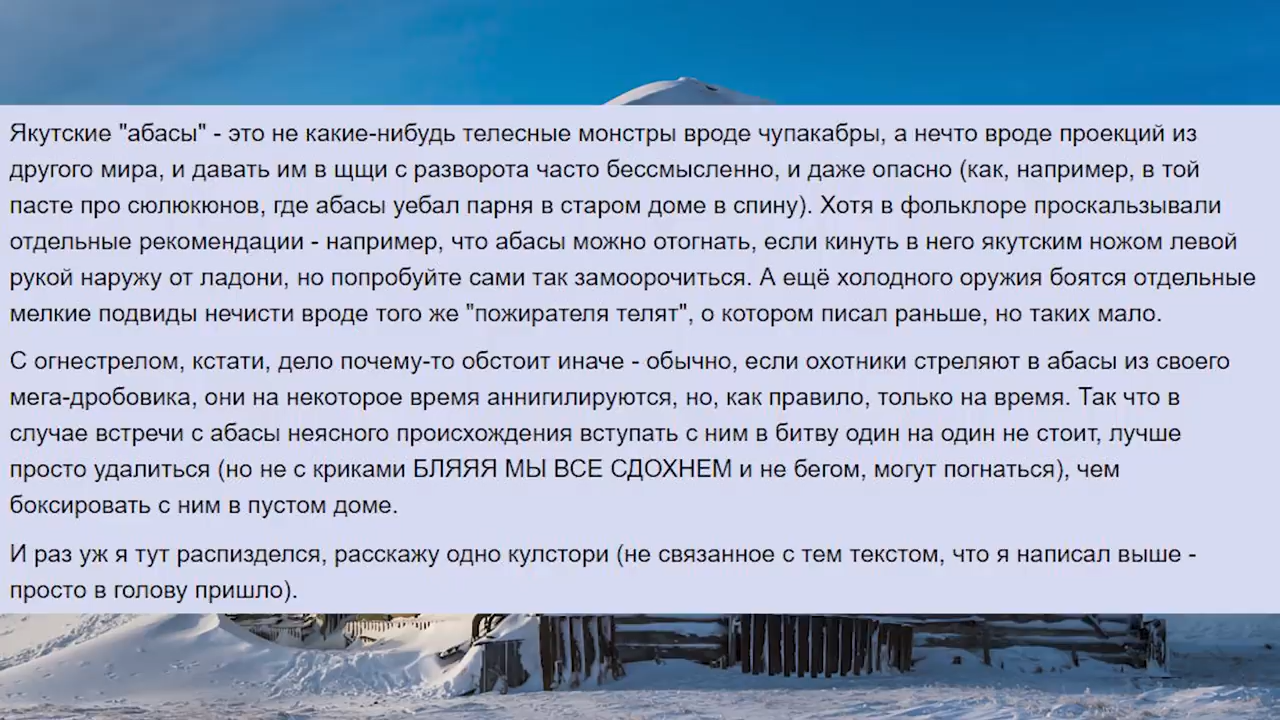 Якутские "абасы" - это не какие-нибудь телесные монстры вроде чупакабры, а нечто вроде проекций из
другого мира, и давать им в щщи с разворота часто бессмысленно, и даже опасно (как, например, в той
пасте про сюлюкюнов, где абасы уебал парня в старом доме в спину). Хотя в фольклоре проскальзывали
отдельные рекомендации - например, что абасы можно отогнать, если кинуть в него якутским ножом левой
рукой наружу от ладони, но попробуйте сами так замоорочиться. А ещё холодного оружия боятся отдельные
мелкие подвиды нечисти вроде того же "пожирателя телят", о котором писал раньше, но таких мало.
С огнестрелом, кстати, дело почему-то обстоит иначе - обычно, если охотники стреляют в абасы из своего
мега-дробовика, они на некоторое время аннигилируются, но, как правило, только на время. Так что в
случае встречи с абасы неясного происхождения вступать с ним в битву один на один не стоит, лучше
просто удалиться (но не с криками БЛЯЯЯ МЫ ВСЕ СДОХНЕМ и не бегом, могут погнаться), чем
боксировать с ним в пустом доме.
И раз уж я тут распизделся, расскажу одно кулстори (не связанное с тем текстом, что я написал выше -
просто в голову пришло).